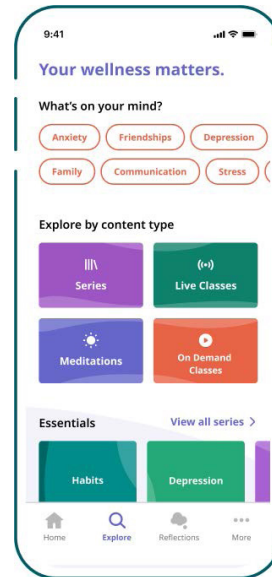 9:41
Your wellness matters.
What's on your mind?
Anxiety Friendships Depression
Family Communication Stress
Explore by content type
Series Live Classes
Meditations On Demand
Classes
Essentials View all series >
Habits Depression
Home Explore Reflections More